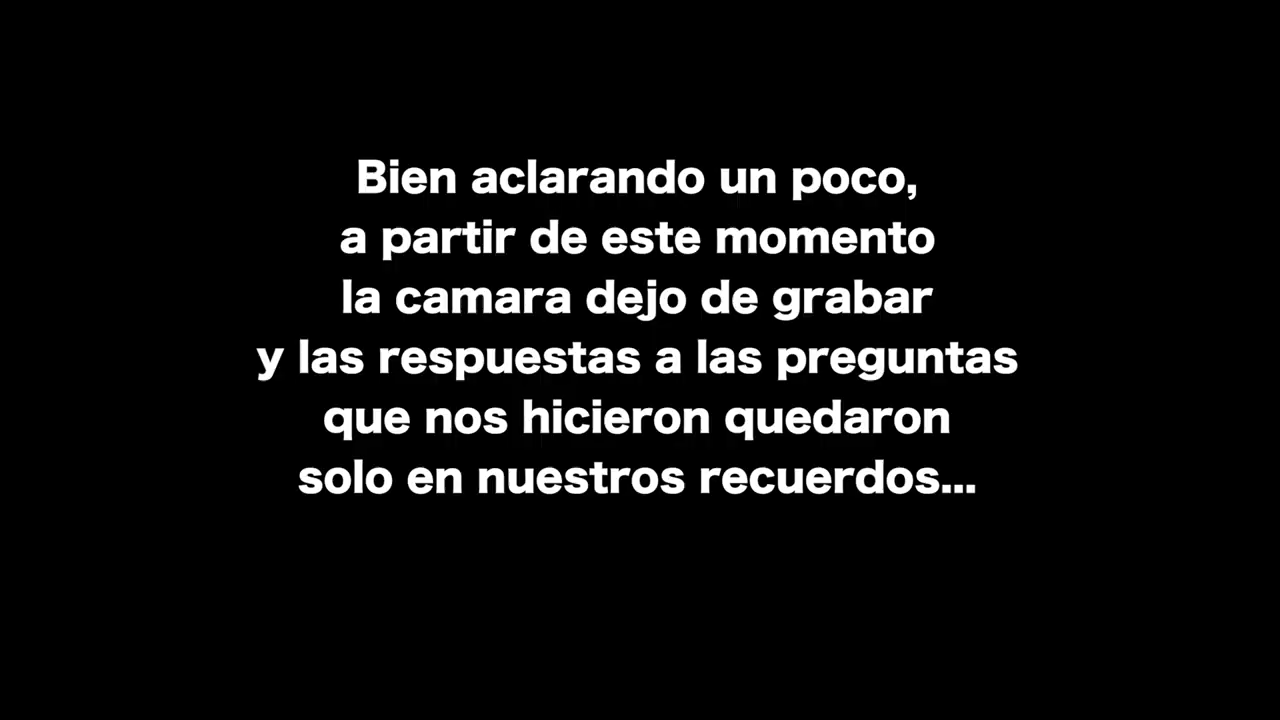 Bien aclarando un poco,
a partir de este momento
la camara dejo de grabar
y las respuestas a las preguntas
que nos hicieron quedaron
solo en nuestros recuerdos...